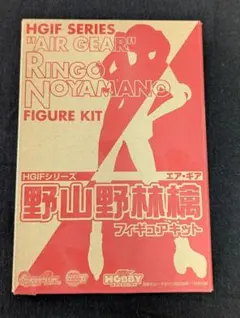 HGIF SERIES
"AIR GEAR"
RINGO
NOYAMANO
FIGURE KIT
HGIFシリーズ
エア・ギア
野山野林檎
フィギュアキット
HOBBY